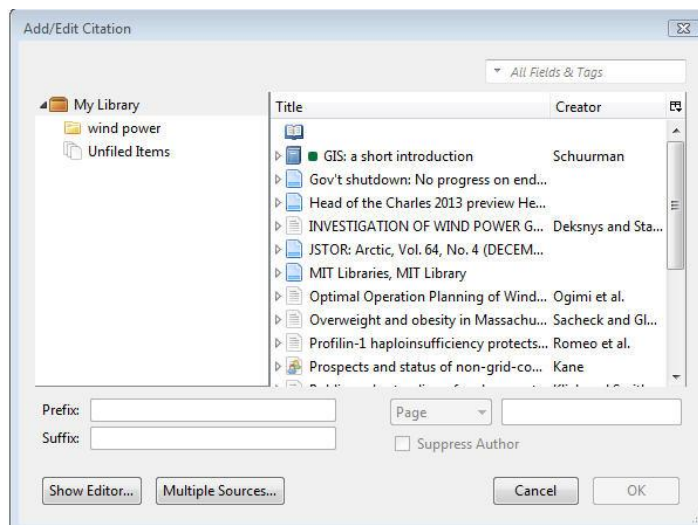 Add/Edit Citation
All Fields & Tags
My Library
wind power
Unfiled Items
Title Creator
GIS: a short introduction Schuurman
Gov't shutdown: No progress on end...
Head of the Charles 2013 preview He...
INVESTIGATION OF WIND POWER G... Deksnys and Sta...
JSTOR: Arctic, Vol. 64, No. 4 (DECEM...
MIT Libraries, MIT Library
Optimal Operation Planning of Wind... Ogimi et al.
Overweight and obesity in Massachu... Sacheck and Gl...
Profilin-1 haploinsufficiency protects... Romeo et al.
Prospects and status of non-grid-co... Kane
Prefix: Page
Suffix: Suppress Author
Show Editor... Multiple Sources... Cancel OK